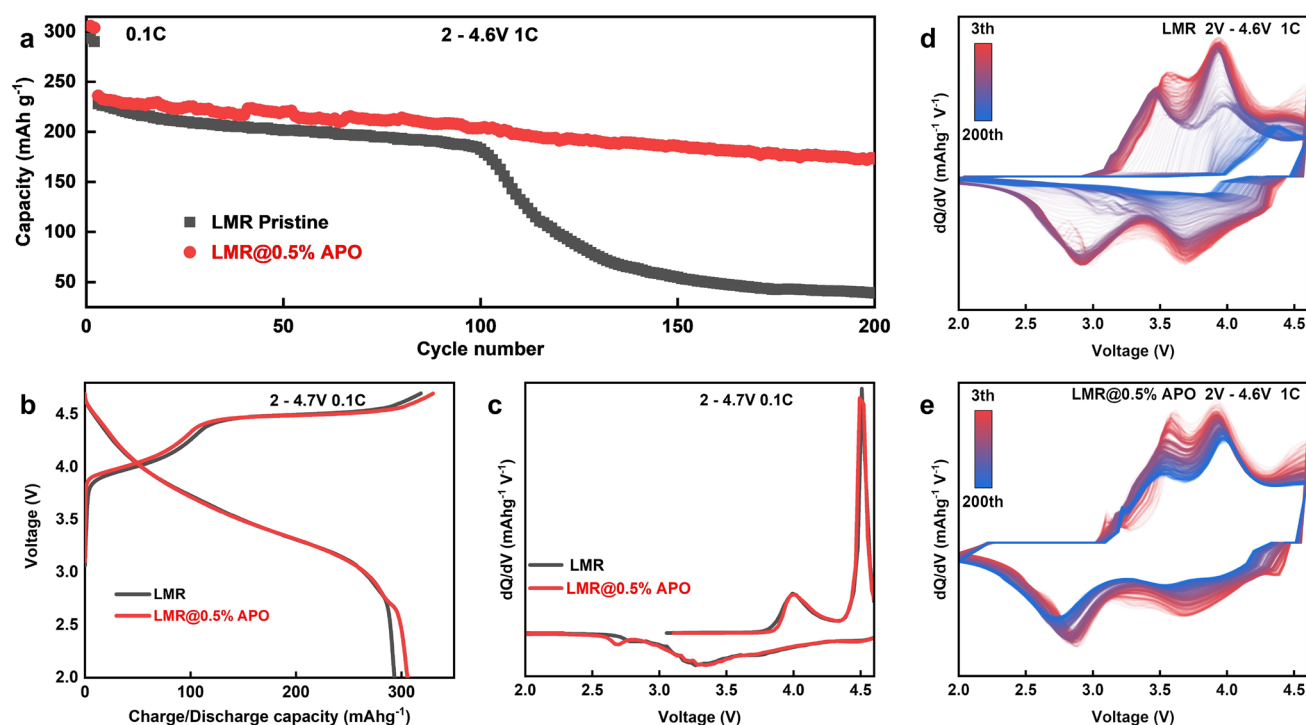 a
0.1C
2 - 4.6V 1C
300
250
200
150
100
50
Capacity (mAh g⁻¹)
LMR Pristine
LMR@0.5% APO
0
50
100
150
200
Cycle number
b
2 - 4.7V 0.1C
4.5
4.0
3.5
3.0
2.5
2.0
Voltage (V)
LMR
LMR@0.5% APO
0
100
200
300
Charge/Discharge capacity (mAhg⁻¹)
c
2 - 4.7V 0.1C
dQ/dV (mAhg⁻¹ V⁻¹)
LMR
LMR@0.5% APO
2.0
2.5
3.0
3.5
4.0
4.5
Voltage (V)
d
3th
200th
LMR 2V - 4.6V 1C
dQ/dV (mAhg⁻¹ V⁻¹)
2.0
2.5
3.0
3.5
4.0
4.5
Voltage (V)
e
3th
200th
LMR@0.5% APO 2V - 4.6V 1C
dQ/dV (mAhg⁻¹ V⁻¹)
2.0
2.5
3.0
3.5
4.0
4.5
Voltage (V)